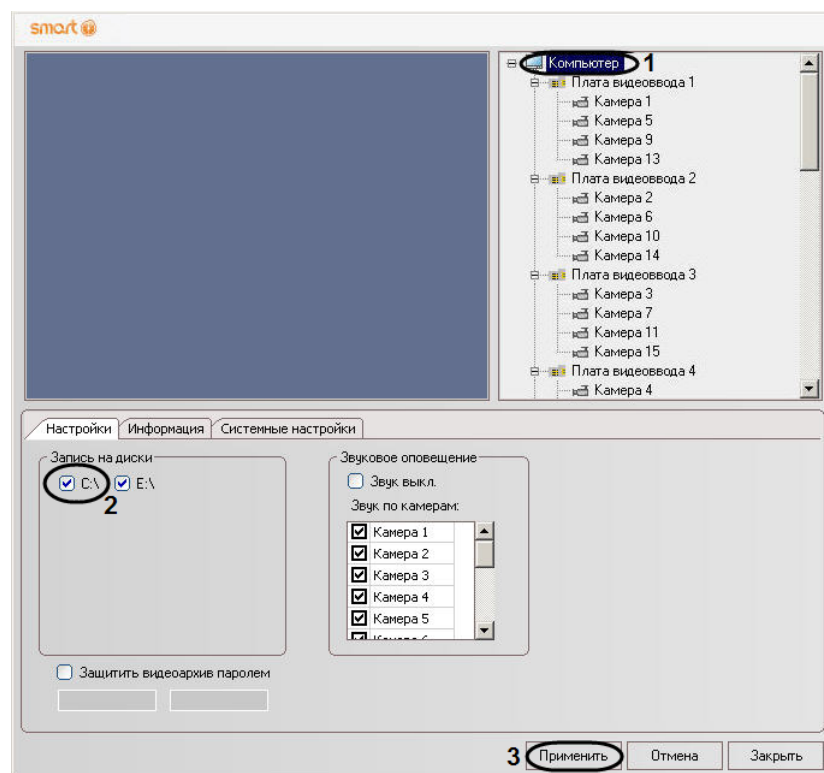 smart
Компьютер 1
Плата видеоввода 1
Камера 1
Камера 5
Камера 9
Камера 13
Плата видеоввода 2
Камера 2
Камера 6
Камера 10
Камера 14
Плата видеоввода 3
Камера 3
Камера 7
Камера 11
Камера 15
Плата видеоввода 4
Камера 4
Настройки Информация Системные настройки
Запись на диски
C:\ E:\
2
Звуковое оповещение
Звук выкл.
Звук по камерам:
Камера 1
Камера 2
Камера 3
Камера 4
Камера 5
Защитить видеоархив паролем
3 Применить Отмена Закрыть